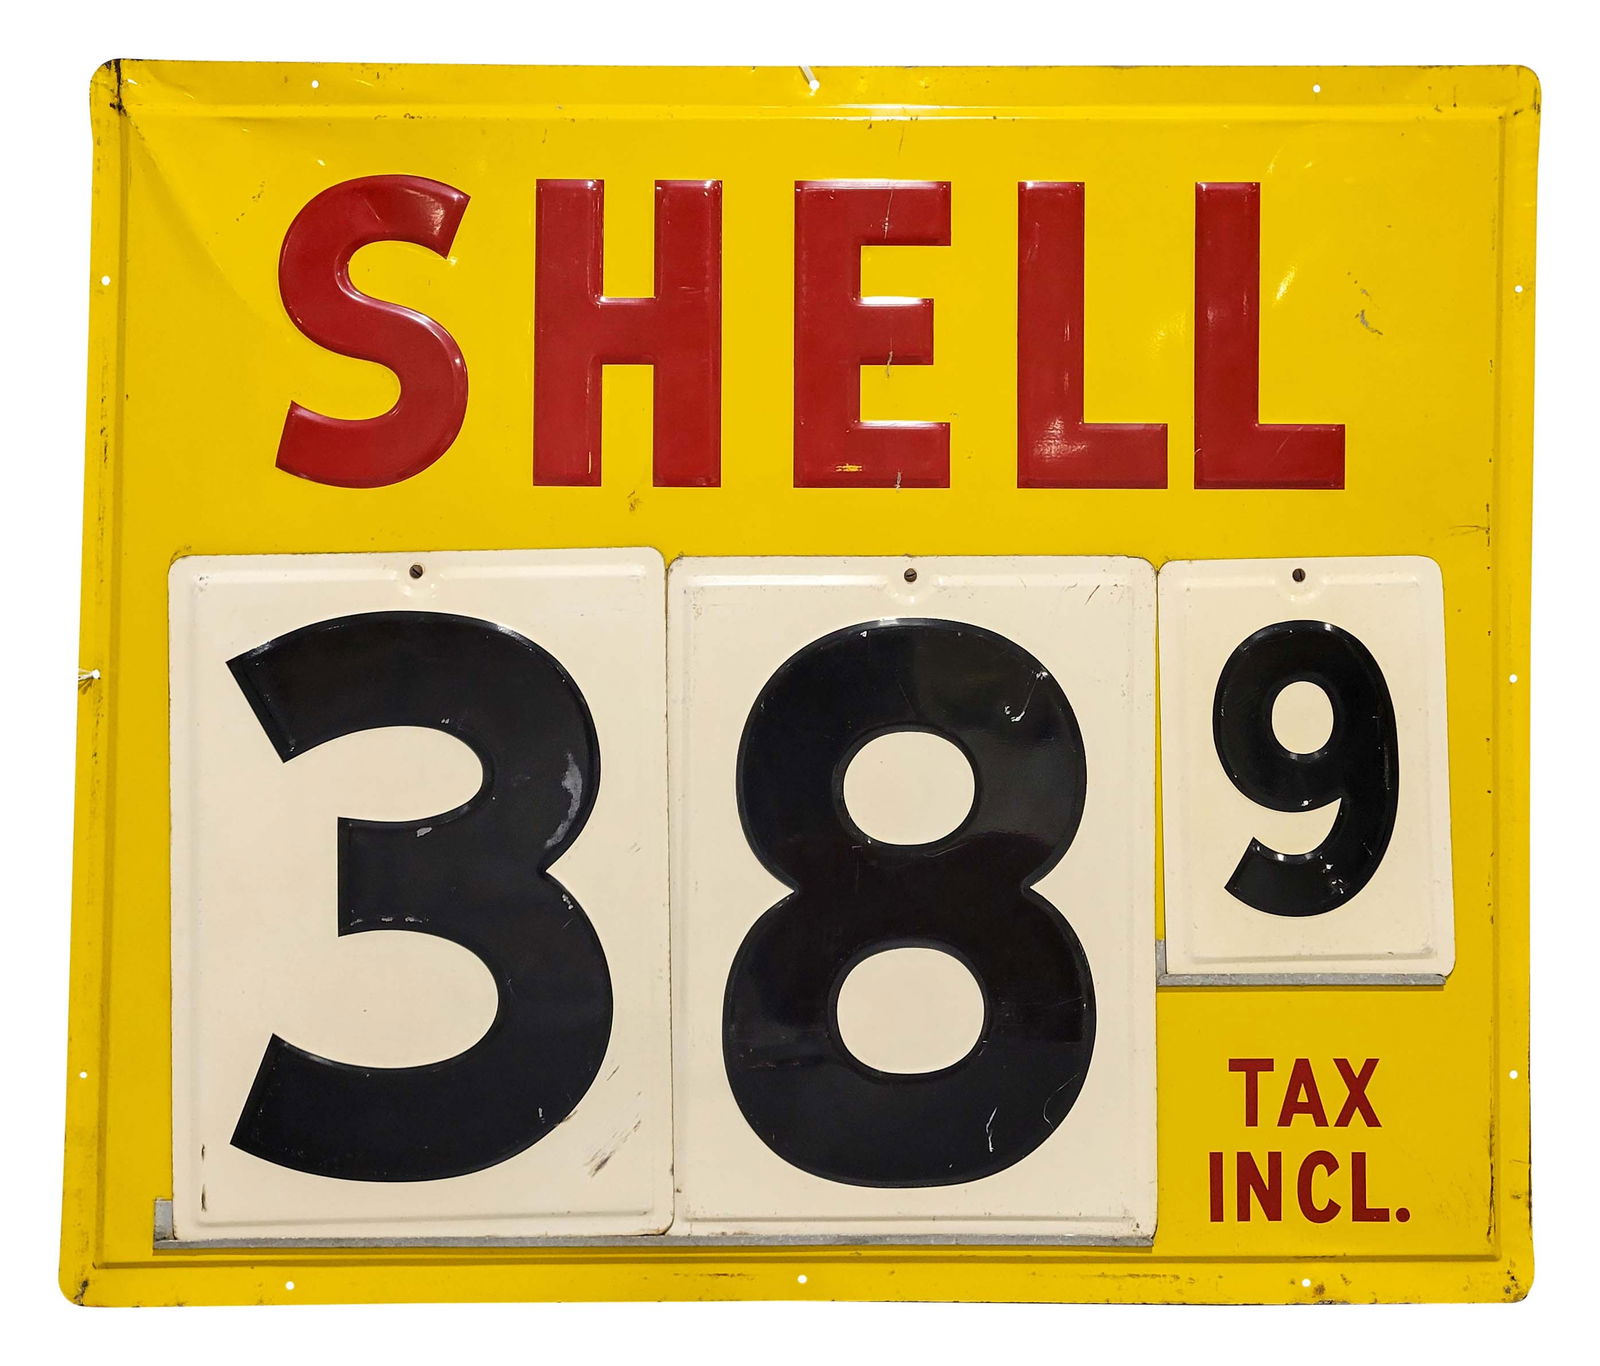 SHELL
38 9
TAX
INCL.